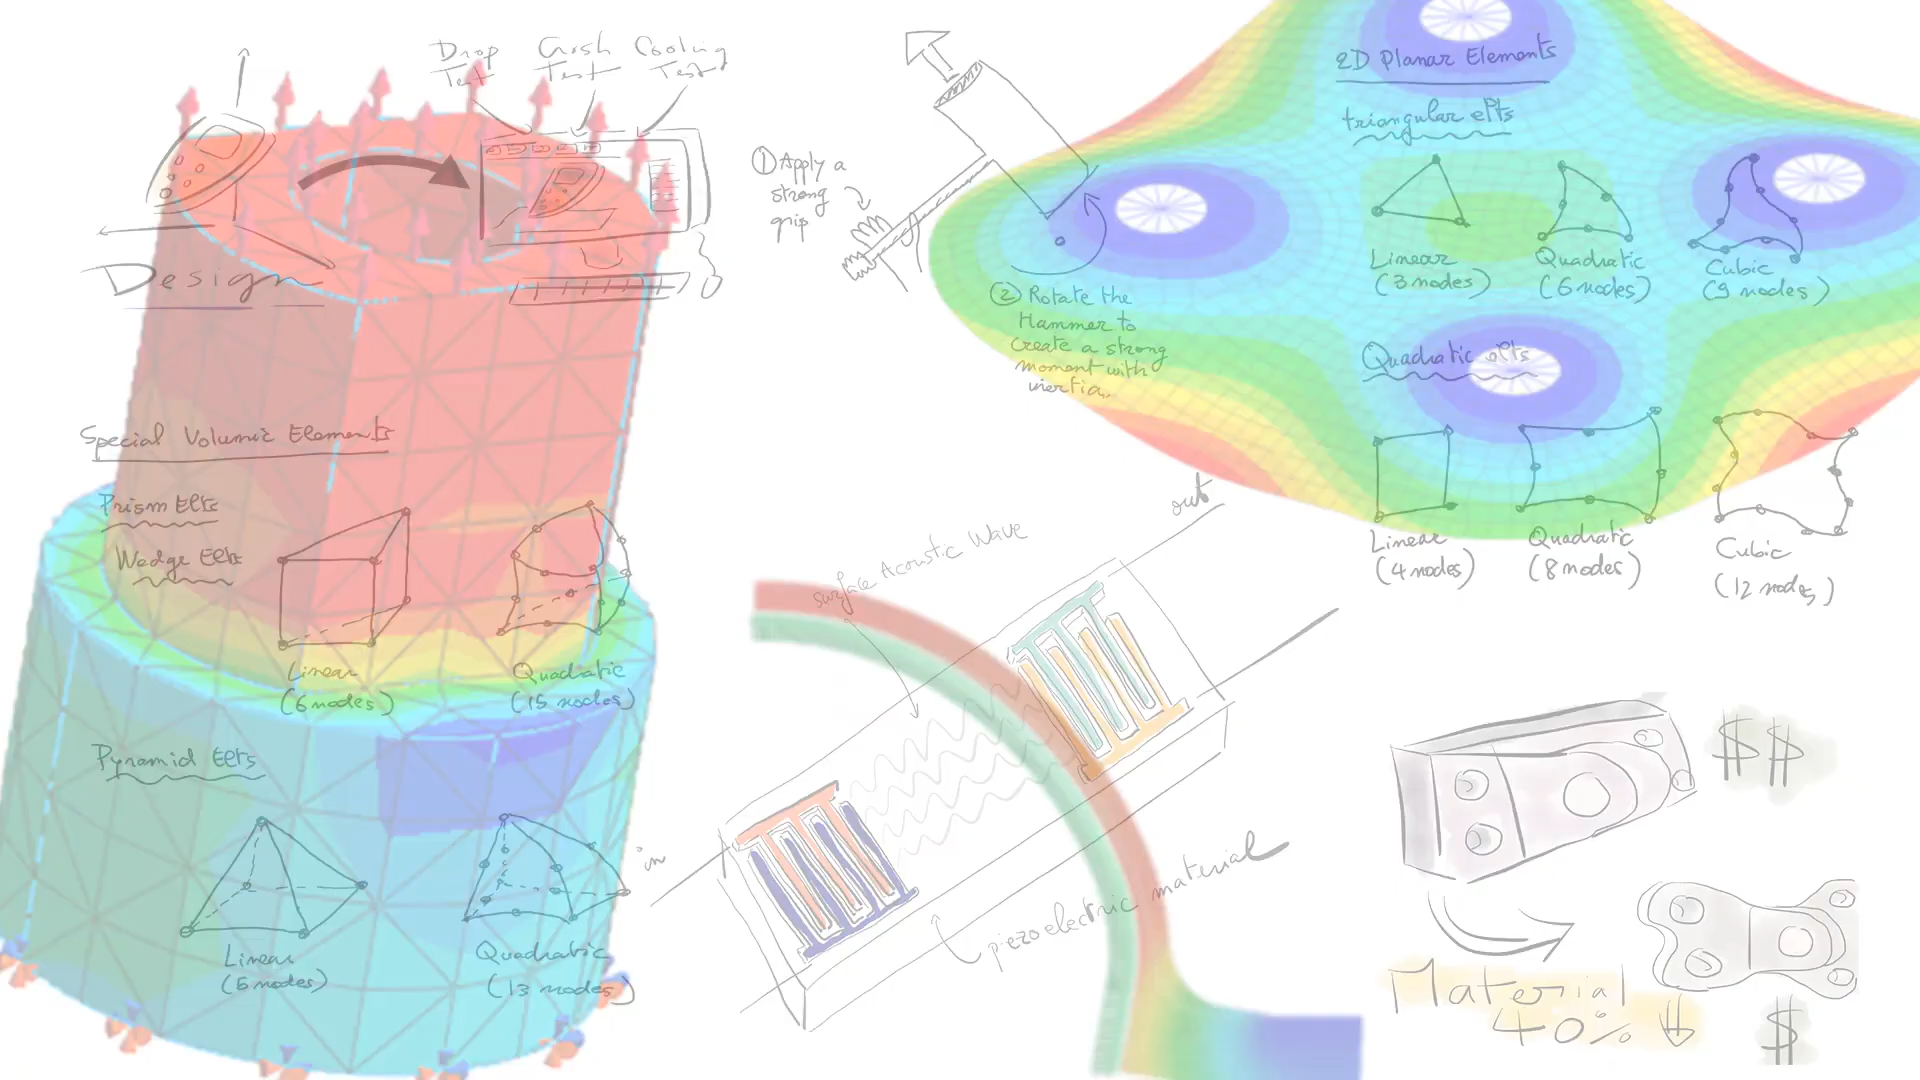 Drop Test
Crash Test
Cooling Test
Design
① Apply a
strong
grip
② Rotate the
Hammer to
create a strong
moment with
inertia.
2D Planar Elements
triangular elts
Linear
(3 nodes)
Quadratic
(6 nodes)
Cubic
(9 nodes)
Quadratic elts
Linear
(4 nodes)
Quadratic
(8 nodes)
Cubic
(12 nodes)
Special Volumic Elements
Prism Elts
Wedge Elts
Linear
(6 nodes)
Quadratic
(15 nodes)
Pyramid Elts
Linear
(5 nodes)
Quadratic
(13 nodes)
surface Acoustic Wave
out
in
piezoelectric material
$$
Material
40% ↓
$